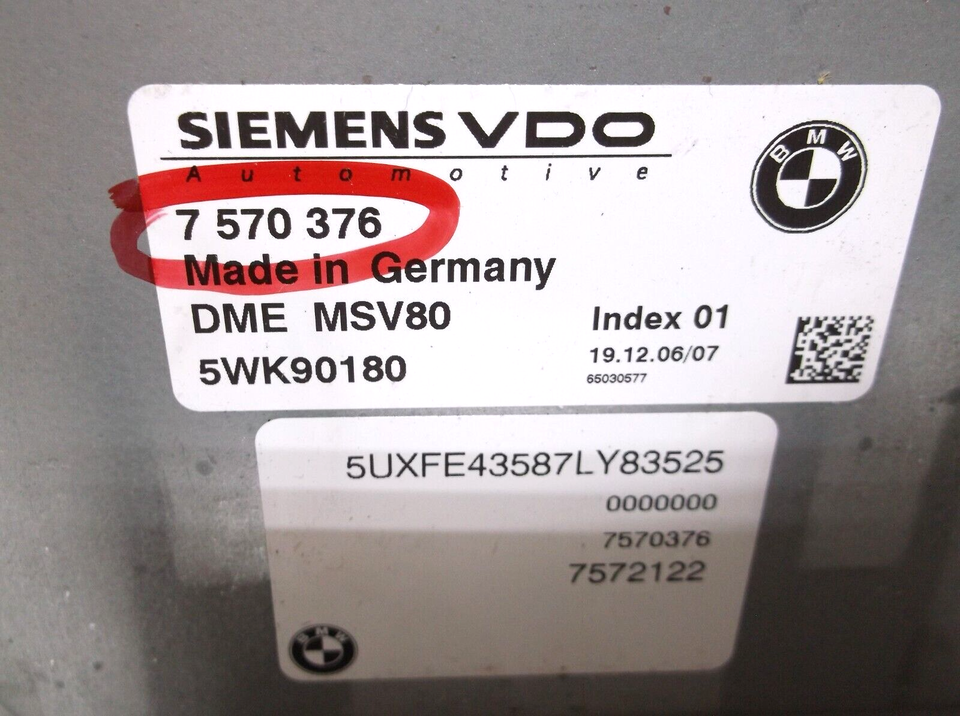 SIEMENS VDO
Automotive
BMW
7 570 376
Made in Germany
DME MSV80
5WK90180
Index 01
19.12.06/07
65030577
5UXFE43587LY83525
0000000
7570376
7572122
BMW